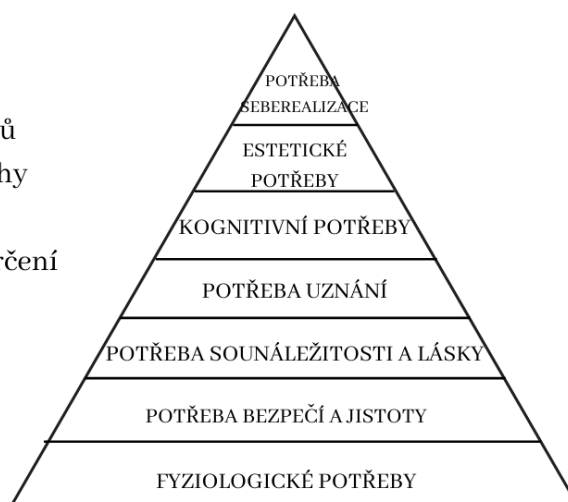 POTŘEBA
SEBEREALIZACE
ESTETICKÉ
POTŘEBY
KOGNITIVNÍ POTŘEBY
POTŘEBA UZNÁNÍ
POTŘEBA SOUNÁLEŽITOSTI A LÁSKY
POTŘEBA BEZPEČÍ A JISTOTY
FYZIOLOGICKÉ POTŘEBY